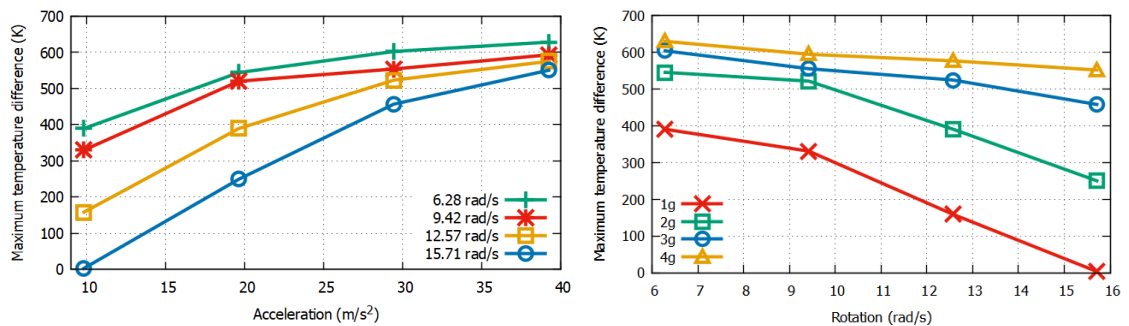 Maximum temperature difference (K)
700
600
500
400
300
200
100
0
10 15 20 25 30 35 40
Acceleration (m/s²)
6.28 rad/s
9.42 rad/s
12.57 rad/s
15.71 rad/s
Maximum temperature difference (K)
700
600
500
400
300
200
100
0
6 7 8 9 10 11 12 13 14 15 16
Rotation (rad/s)
1g
2g
3g
4g